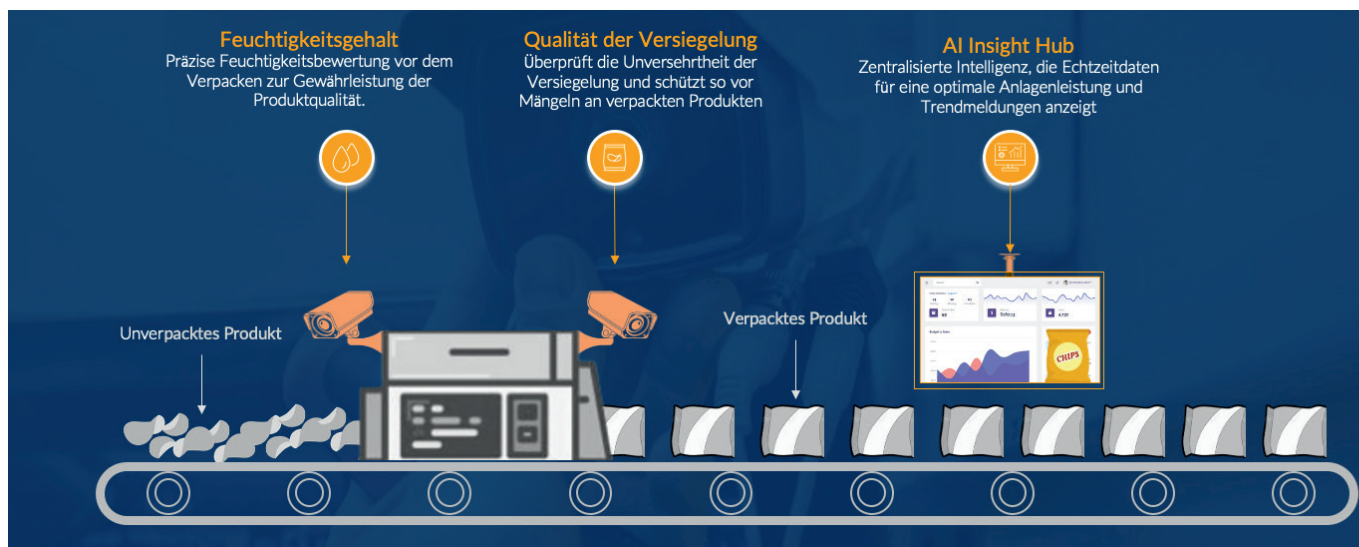 Feuchtigkeitsgehalt
Präzise Feuchtigkeitsbewertung vor dem
Verpacken zur Gewährleistung der
Produktqualität.
Qualität der Versiegelung
Überprüft die Unversehrtheit der
Versiegelung und schützt so vor
Mängeln an verpackten Produkten
AI Insight Hub
Zentralisierte Intelligenz, die Echtzeitdaten
für eine optimale Anlagenleistung und
Trendmeldungen anzeigt
Unverpacktes Produkt
Verpacktes Produkt
CHIPS